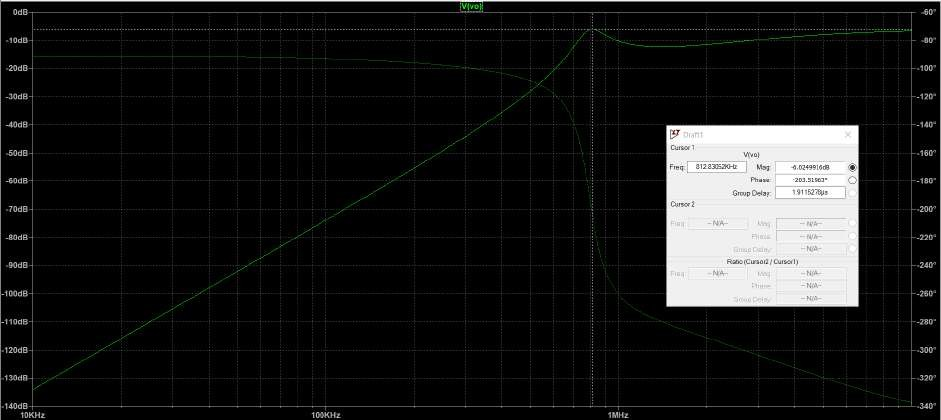 V(vo)
0dB
-10dB
-20dB
-30dB
-40dB
-50dB
-60dB
-70dB
-80dB
-90dB
-100dB
-110dB
-120dB
-130dB
-140dB
-60°
-80°
-100°
-120°
-140°
-160°
-180°
-200°
-220°
-240°
-260°
-280°
-300°
-320°
-340°
10KHz 100KHz 1MHz
Draft1
Cursor 1
V(vo)
Freq: 812.83052KHz Mag: -6.0249916dB
Phase: -203.51963°
Group Delay: 1.9115278µs
Cursor 2
Freq: -- N/A-- Mag: -- N/A--
Phase: -- N/A--
Group Delay: -- N/A--
Ratio (Cursor2 / Cursor1)
Freq: -- N/A-- Mag: -- N/A--
Phase: -- N/A--
Group Delay: -- N/A--